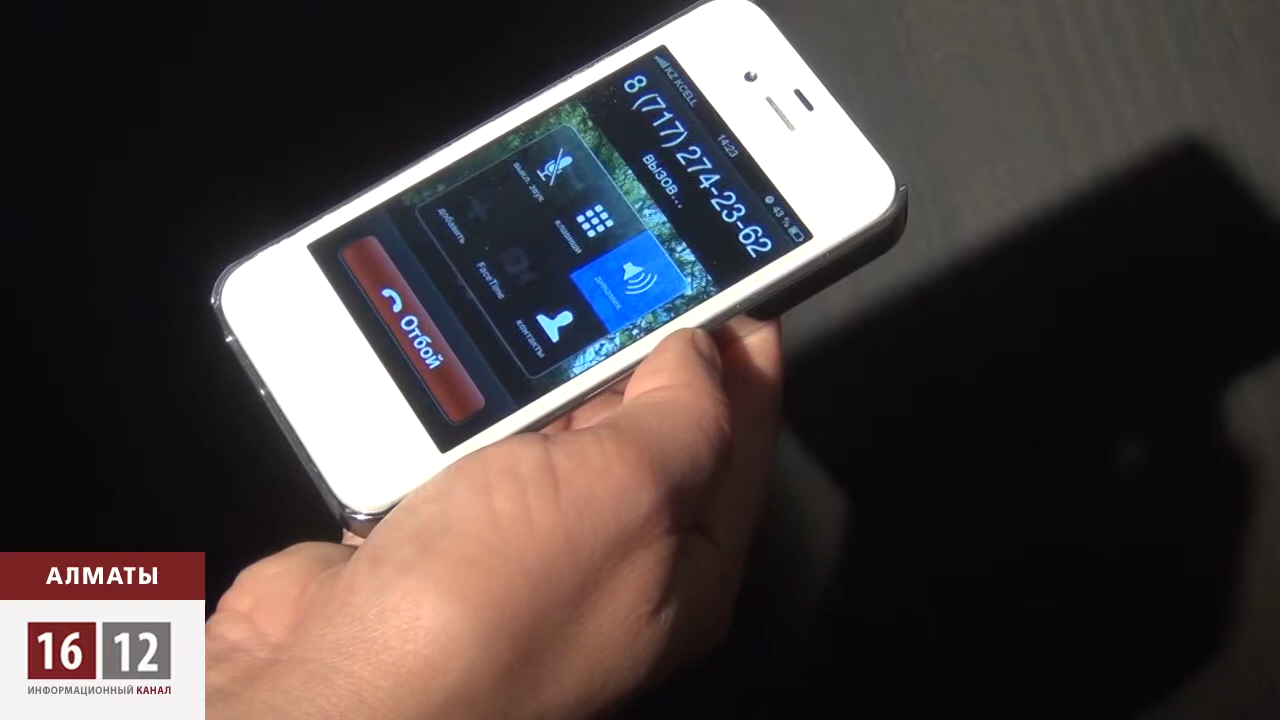 KZ KCELL
14:23
43 %
8 (717) 274-23-62
вызов...
выкл. звук
клавиши
динамик
добавить
FaceTime
контакты
Отбой
АЛМАТЫ
16 12
ИНФОРМАЦИОННЫЙ КАНАЛ